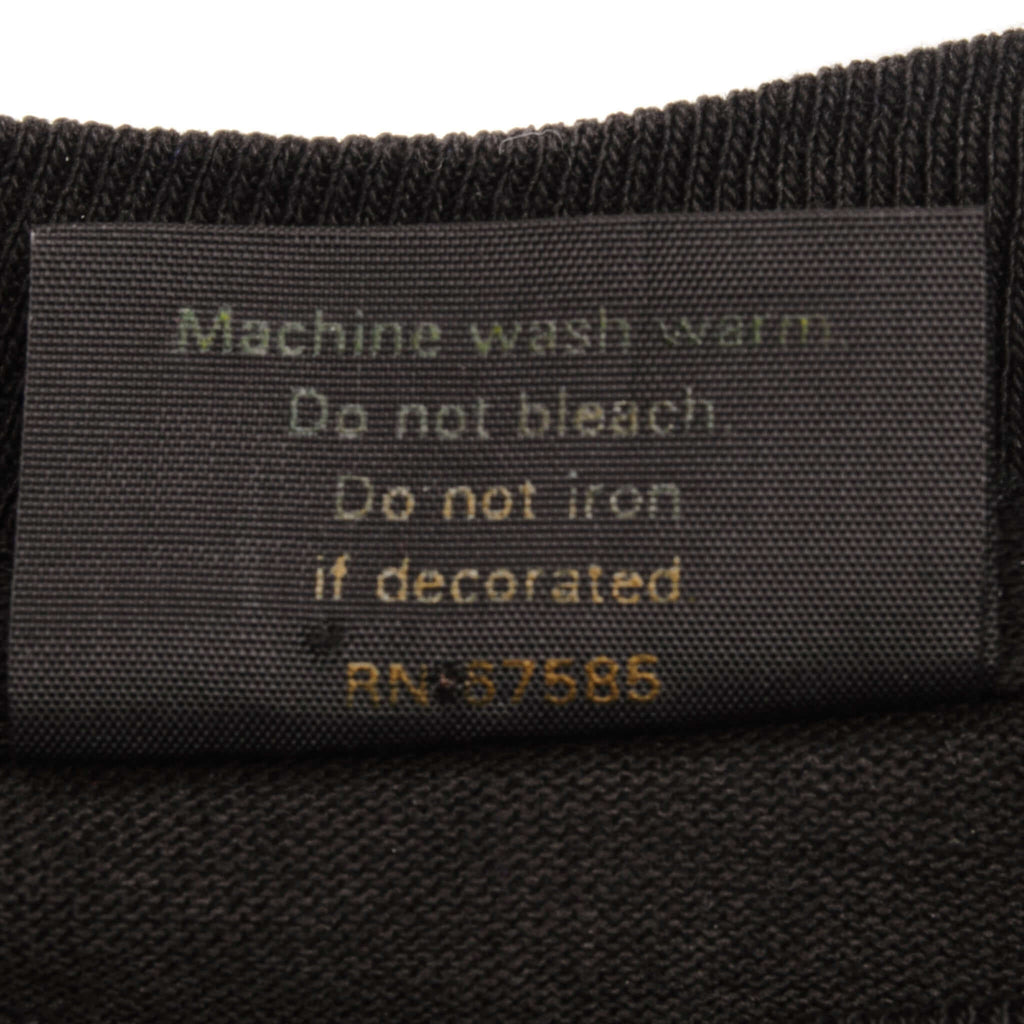 Machine wash warm.
Do not bleach.
Do not iron
if decorated.
RN 57585